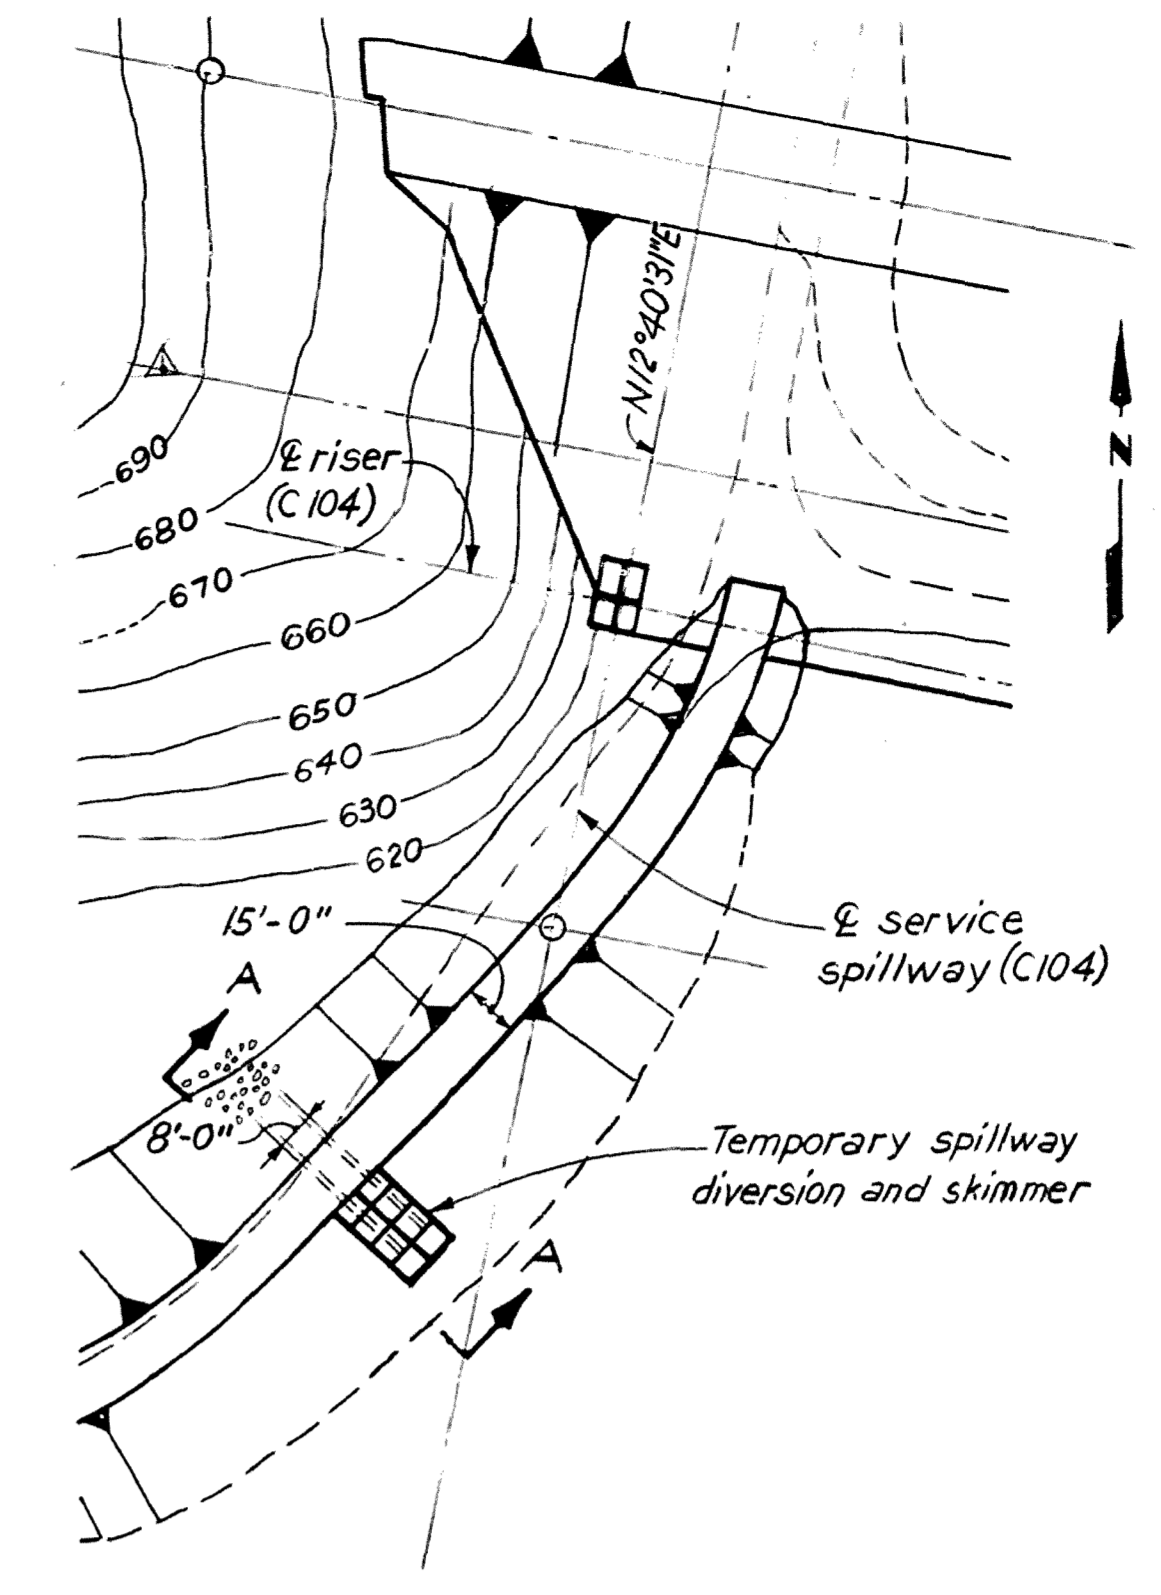 N12°40'31"E
N
690
℄ riser
(C 104)
680
670
660
650
640
630
620
15'-0"
℄ service
spillway (C104)
A
8'-0"
Temporary spillway
diversion and skimmer
A